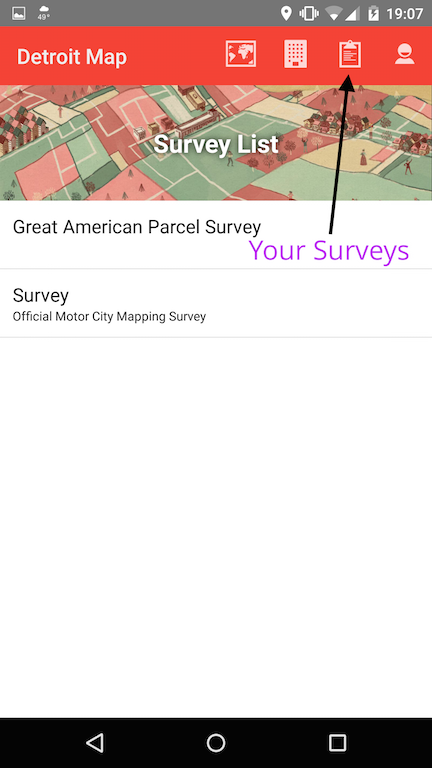 49°
19:07
Detroit Map
Survey List
Great American Parcel Survey
Your Surveys
Survey
Official Motor City Mapping Survey